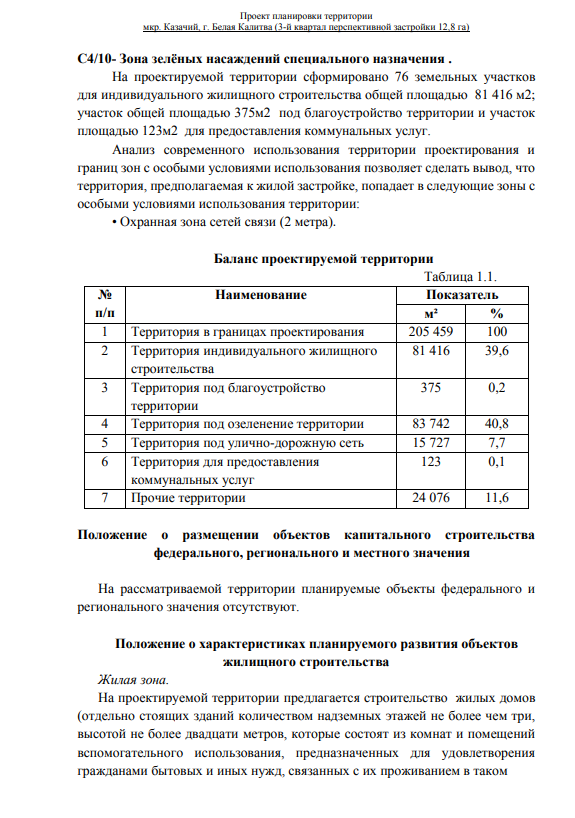 Проект планировки территории
мкр. Казачий, г. Белая Калитва (3-й квартал перспективной застройки 12,8 га)
С4/10- Зона зелёных насаждений специального назначения .
На проектируемой территории сформировано 76 земельных участков
для индивидуального жилищного строительства общей площадью 81 416 м2;
участок общей площадью 375м2 под благоустройство территории и участок
площадью 123м2 для предоставления коммунальных услуг.
Анализ современного использования территории проектирования и
границ зон с особыми условиями использования позволяет сделать вывод, что
территория, предполагаемая к жилой застройке, попадает в следующие зоны с
особыми условиями использования территории:
• Охранная зона сетей связи (2 метра).
Баланс проектируемой территории
Таблица 1.1.
№ п/п Наименование Показатель
м² %
1 Территория в границах проектирования 205 459 100
2 Территория индивидуального жилищного 81 416 39,6
строительства
3 Территория под благоустройство 375 0,2
территории
4 Территория под озеленение территории 83 742 40,8
5 Территория под улично-дорожную сеть 15 727 7,7
6 Территория для предоставления 123 0,1
коммунальных услуг
7 Прочие территории 24 076 11,6
Положение о размещении объектов капитального строительства
федерального, регионального и местного значения
На рассматриваемой территории планируемые объекты федерального и
регионального значения отсутствуют.
Положение о характеристиках планируемого развития объектов
жилищного строительства
Жилая зона.
На проектируемой территории предлагается строительство жилых домов
(отдельно стоящих зданий количеством надземных этажей не более чем три,
высотой не более двадцати метров, которые состоят из комнат и помещений
вспомогательного использования, предназначенных для удовлетворения
гражданами бытовых и иных нужд, связанных с их проживанием в таком